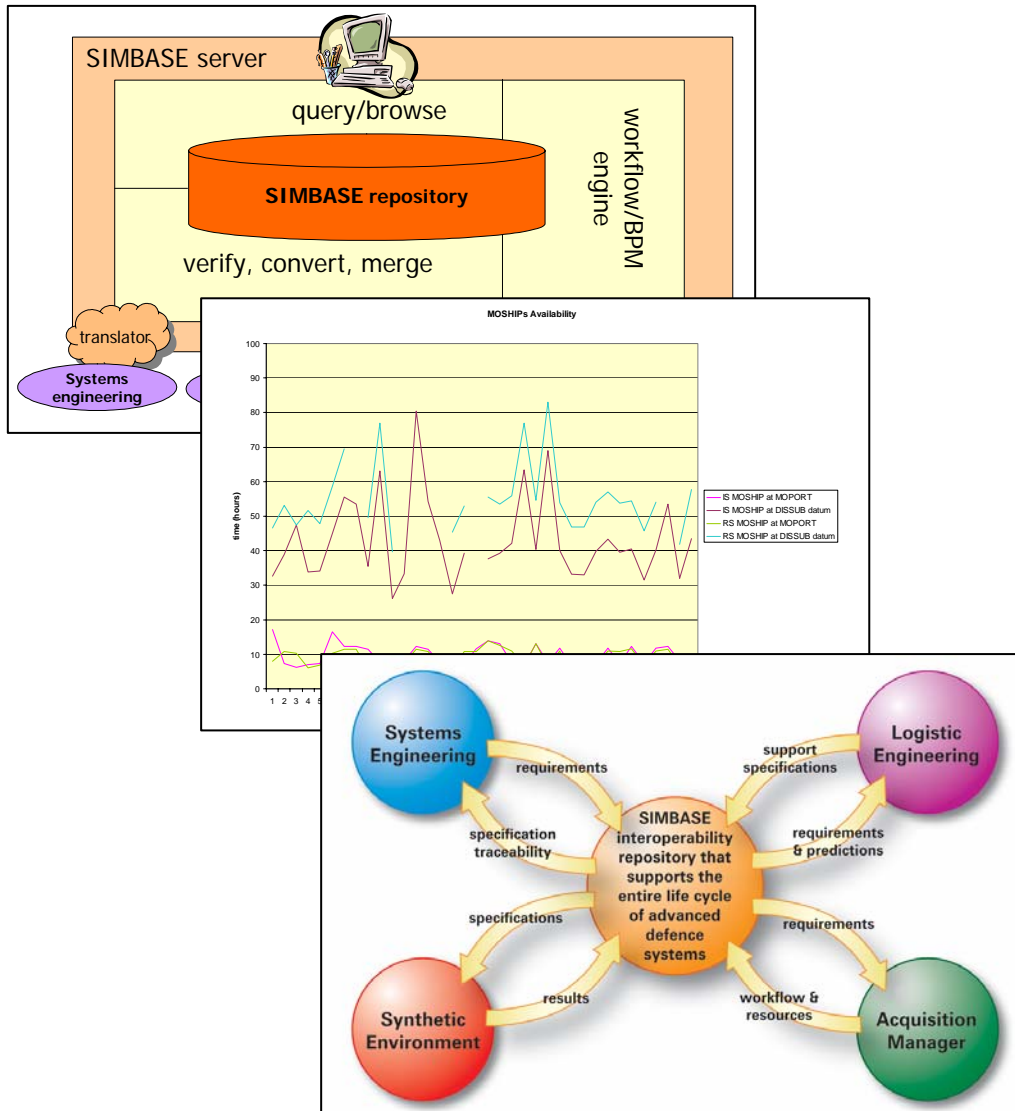 SIMBASE server
query/browse
workflow/BPM
engine
SIMBASE repository
verify, convert, merge
translator
Systems
engineering
MOSHIPs Availability
100
90
80
70
60
50
40
30
20
10
0
time (hours)
1 2 3 4 5
IS MOSHIP at MOPORT
IS MOSHIP at DISSUB datum
RS MOSHIP at MOPORT
RS MOSHIP at DISSUB datum
Systems
Engineering
requirements
specification
traceability
Logistic
Engineering
support
specifications
requirements
& predictions
SIMBASE
interoperability
repository that
supports the
entire life cycle
of advanced
defence
systems
specifications
results
Synthetic
Environment
requirements
workflow &
resources
Acquisition
Manager